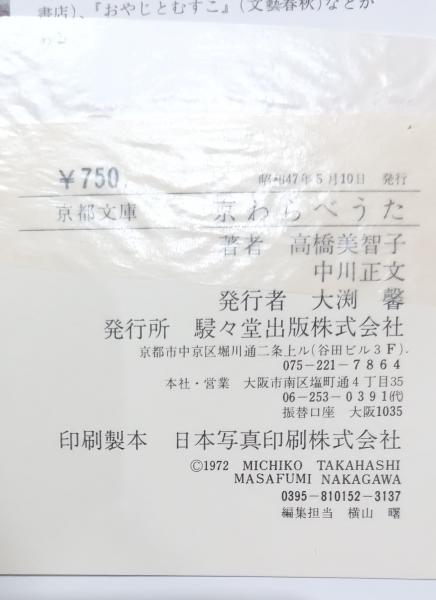 書店)、『おやじとむすこ』(文藝春秋)などが
¥750.
昭和47年5月10日 発行
京都文庫 京わらべうた
著者 高橋美智子
中川正文
発行者 大渕 馨
発行所 駸々堂出版株式会社
京都市中京区堀川通二条上ル(谷田ビル3F).
075-221-7864
本社・営業 大阪市南区塩町通4丁目35
06-253-0391(代)
振替口座 大阪1035
印刷製本 日本写真印刷株式会社
©1972 MICHIKO TAKAHASHI
MASAFUMI NAKAGAWA
0395-810152-3137
編集担当 横山 曙